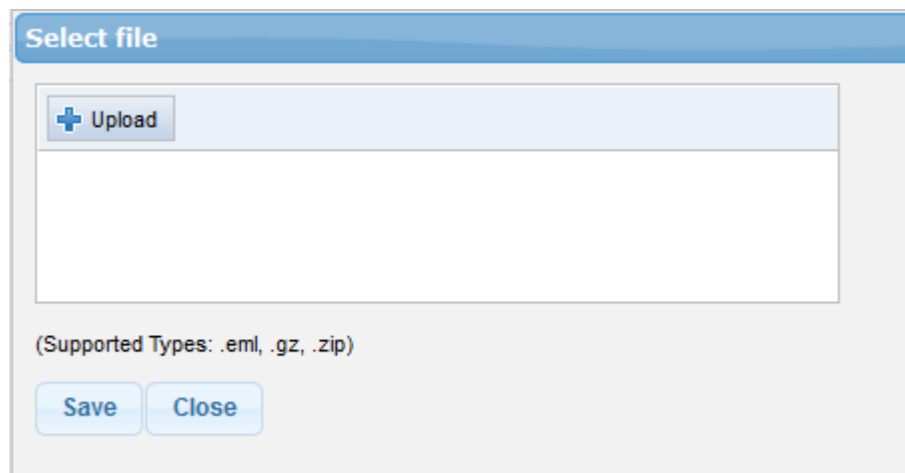 Select file
Upload
(Supported Types: .eml, .gz, .zip)
Save
Close